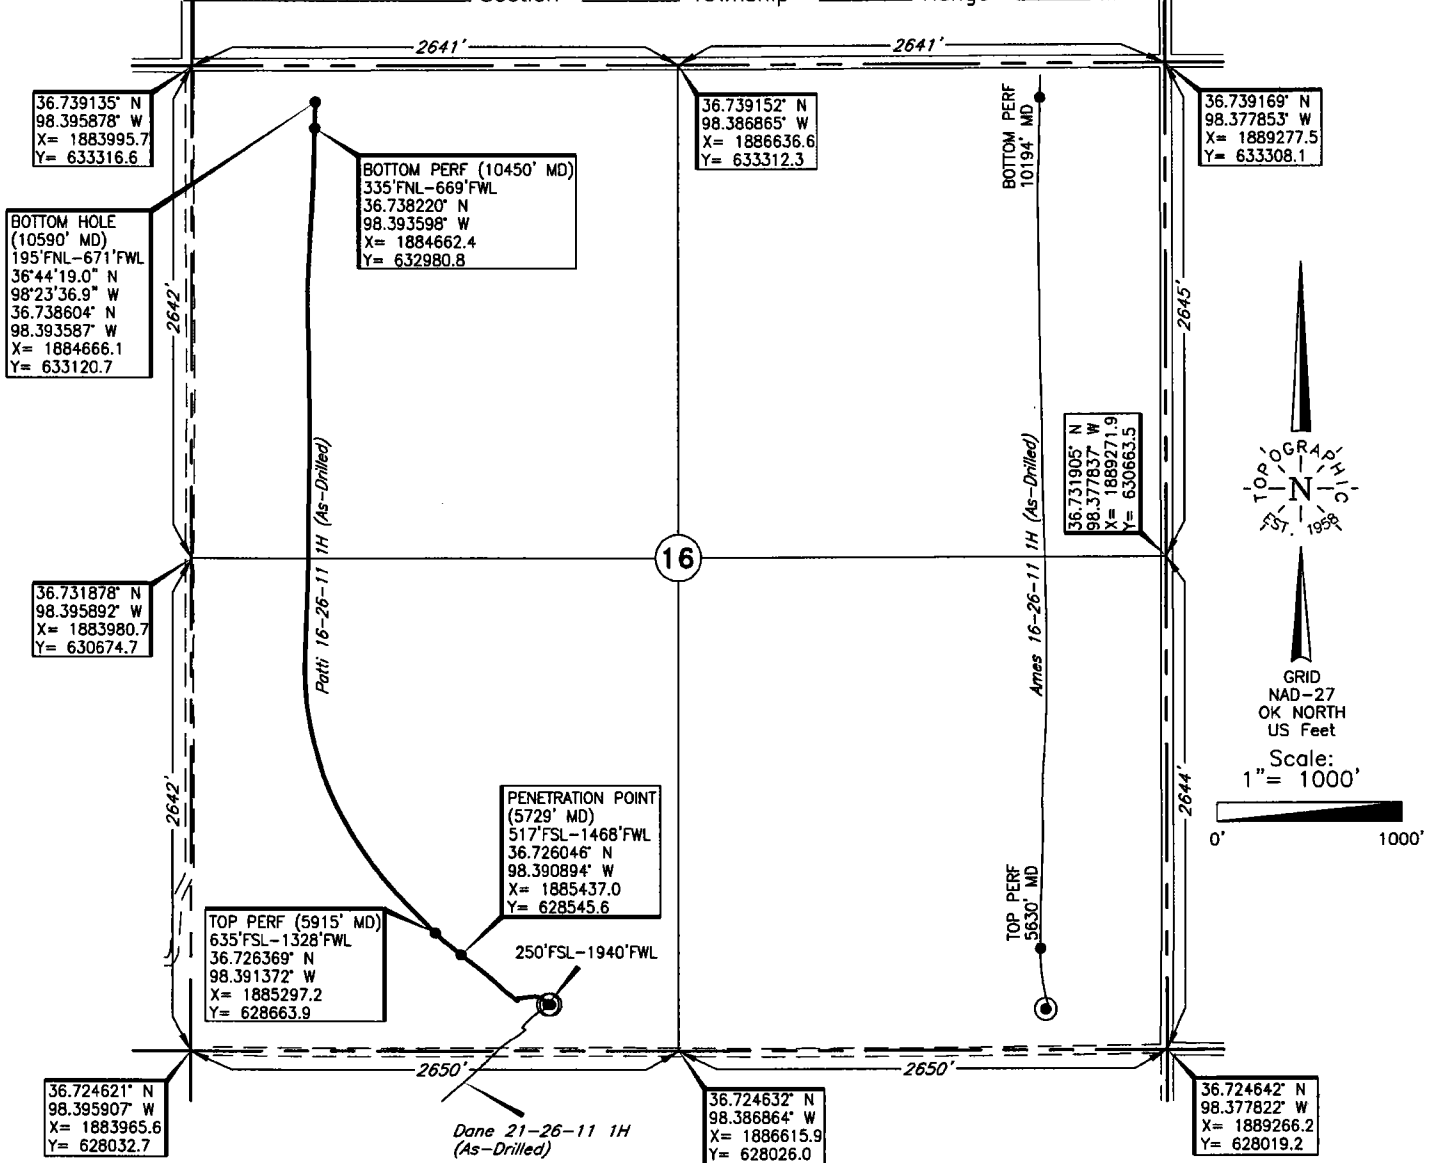 Section Township Range
2641'
2641'
36.739135° N
98.395878° W
X= 1883995.7
Y= 633316.6
36.739152° N
98.386865° W
X= 1886636.6
Y= 633312.3
BOTTOM PERF
10194' MD
36.739169° N
98.377853° W
X= 1889277.5
Y= 633308.1
BOTTOM PERF (10450' MD)
335'FNL-669'FWL
36.738220° N
98.393598° W
X= 1884662.4
Y= 632980.8
BOTTOM HOLE
(10590' MD)
195'FNL-671'FWL
36°44'19.0" N
98°23'36.9" W
36.738604° N
98.393587° W
X= 1884666.1
Y= 633120.7
2642'
2645'
Patti 16-26-11 1H (As-Drilled)
Ames 16-26-11 1H (As-Drilled)
36.731905° N
98.377837° W
X= 1889271.9
Y= 630663.5
TOPOGRAPHIC
N
EST. 1958
16
36.731878° N
98.395892° W
X= 1883980.7
Y= 630674.7
GRID
NAD-27
OK NORTH
US Feet
Scale:
1"= 1000'
0' 1000'
2642'
2644'
PENETRATION POINT
(5729' MD)
517'FSL-1468'FWL
36.726046° N
98.390894° W
X= 1885437.0
Y= 628545.6
TOP PERF
5630' MD
TOP PERF (5915' MD)
635'FSL-1328'FWL
36.726369° N
98.391372° W
X= 1885297.2
Y= 628663.9
250'FSL-1940'FWL
2650'
2650'
36.724621° N
98.395907° W
X= 1883965.6
Y= 628032.7
Dane 21-26-11 1H
(As-Drilled)
36.724632° N
98.386864° W
X= 1886615.9
Y= 628026.0
36.724642° N
98.377822° W
X= 1889266.2
Y= 628019.2